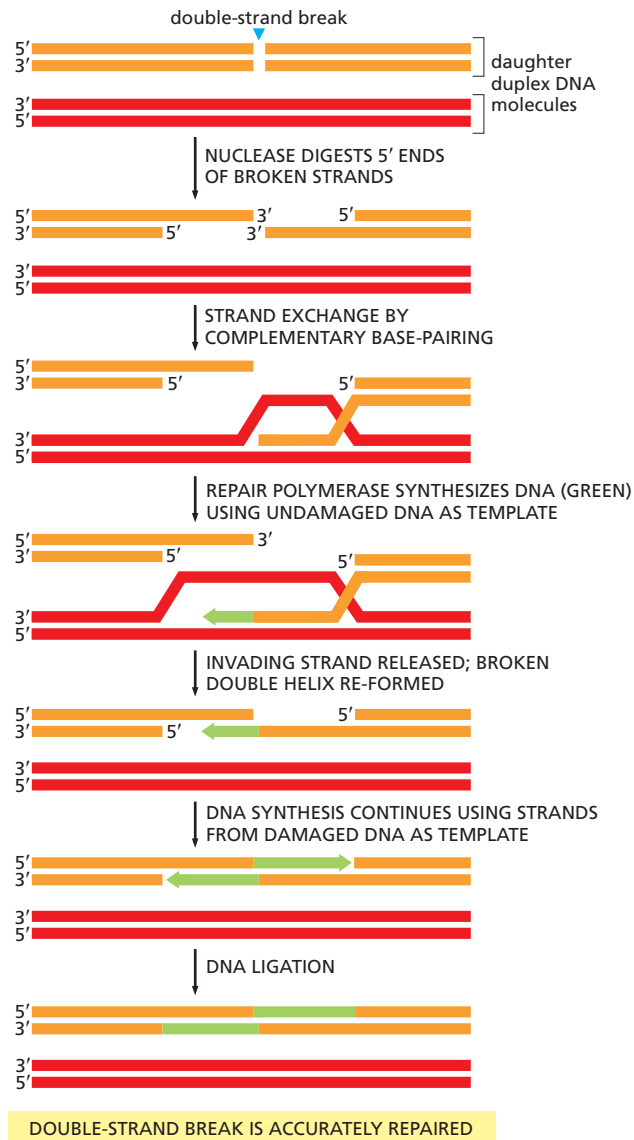 double-strand break
5′
3′
daughter
duplex DNA
molecules
3′
5′
NUCLEASE DIGESTS 5′ ENDS
OF BROKEN STRANDS
5′ 3′ 5′
3′ 5′ 3′
3′
5′
STRAND EXCHANGE BY
COMPLEMENTARY BASE-PAIRING
5′
3′ 5′ 5′
3′
5′
REPAIR POLYMERASE SYNTHESIZES DNA (GREEN)
USING UNDAMAGED DNA AS TEMPLATE
5′ 3′
3′ 5′ 5′
3′
5′
INVADING STRAND RELEASED; BROKEN
DOUBLE HELIX RE-FORMED
5′ 5′
3′ 5′
3′
5′
DNA SYNTHESIS CONTINUES USING STRANDS
FROM DAMAGED DNA AS TEMPLATE
5′
3′
3′
5′
DNA LIGATION
5′
3′
3′
5′
DOUBLE-STRAND BREAK IS ACCURATELY REPAIRED